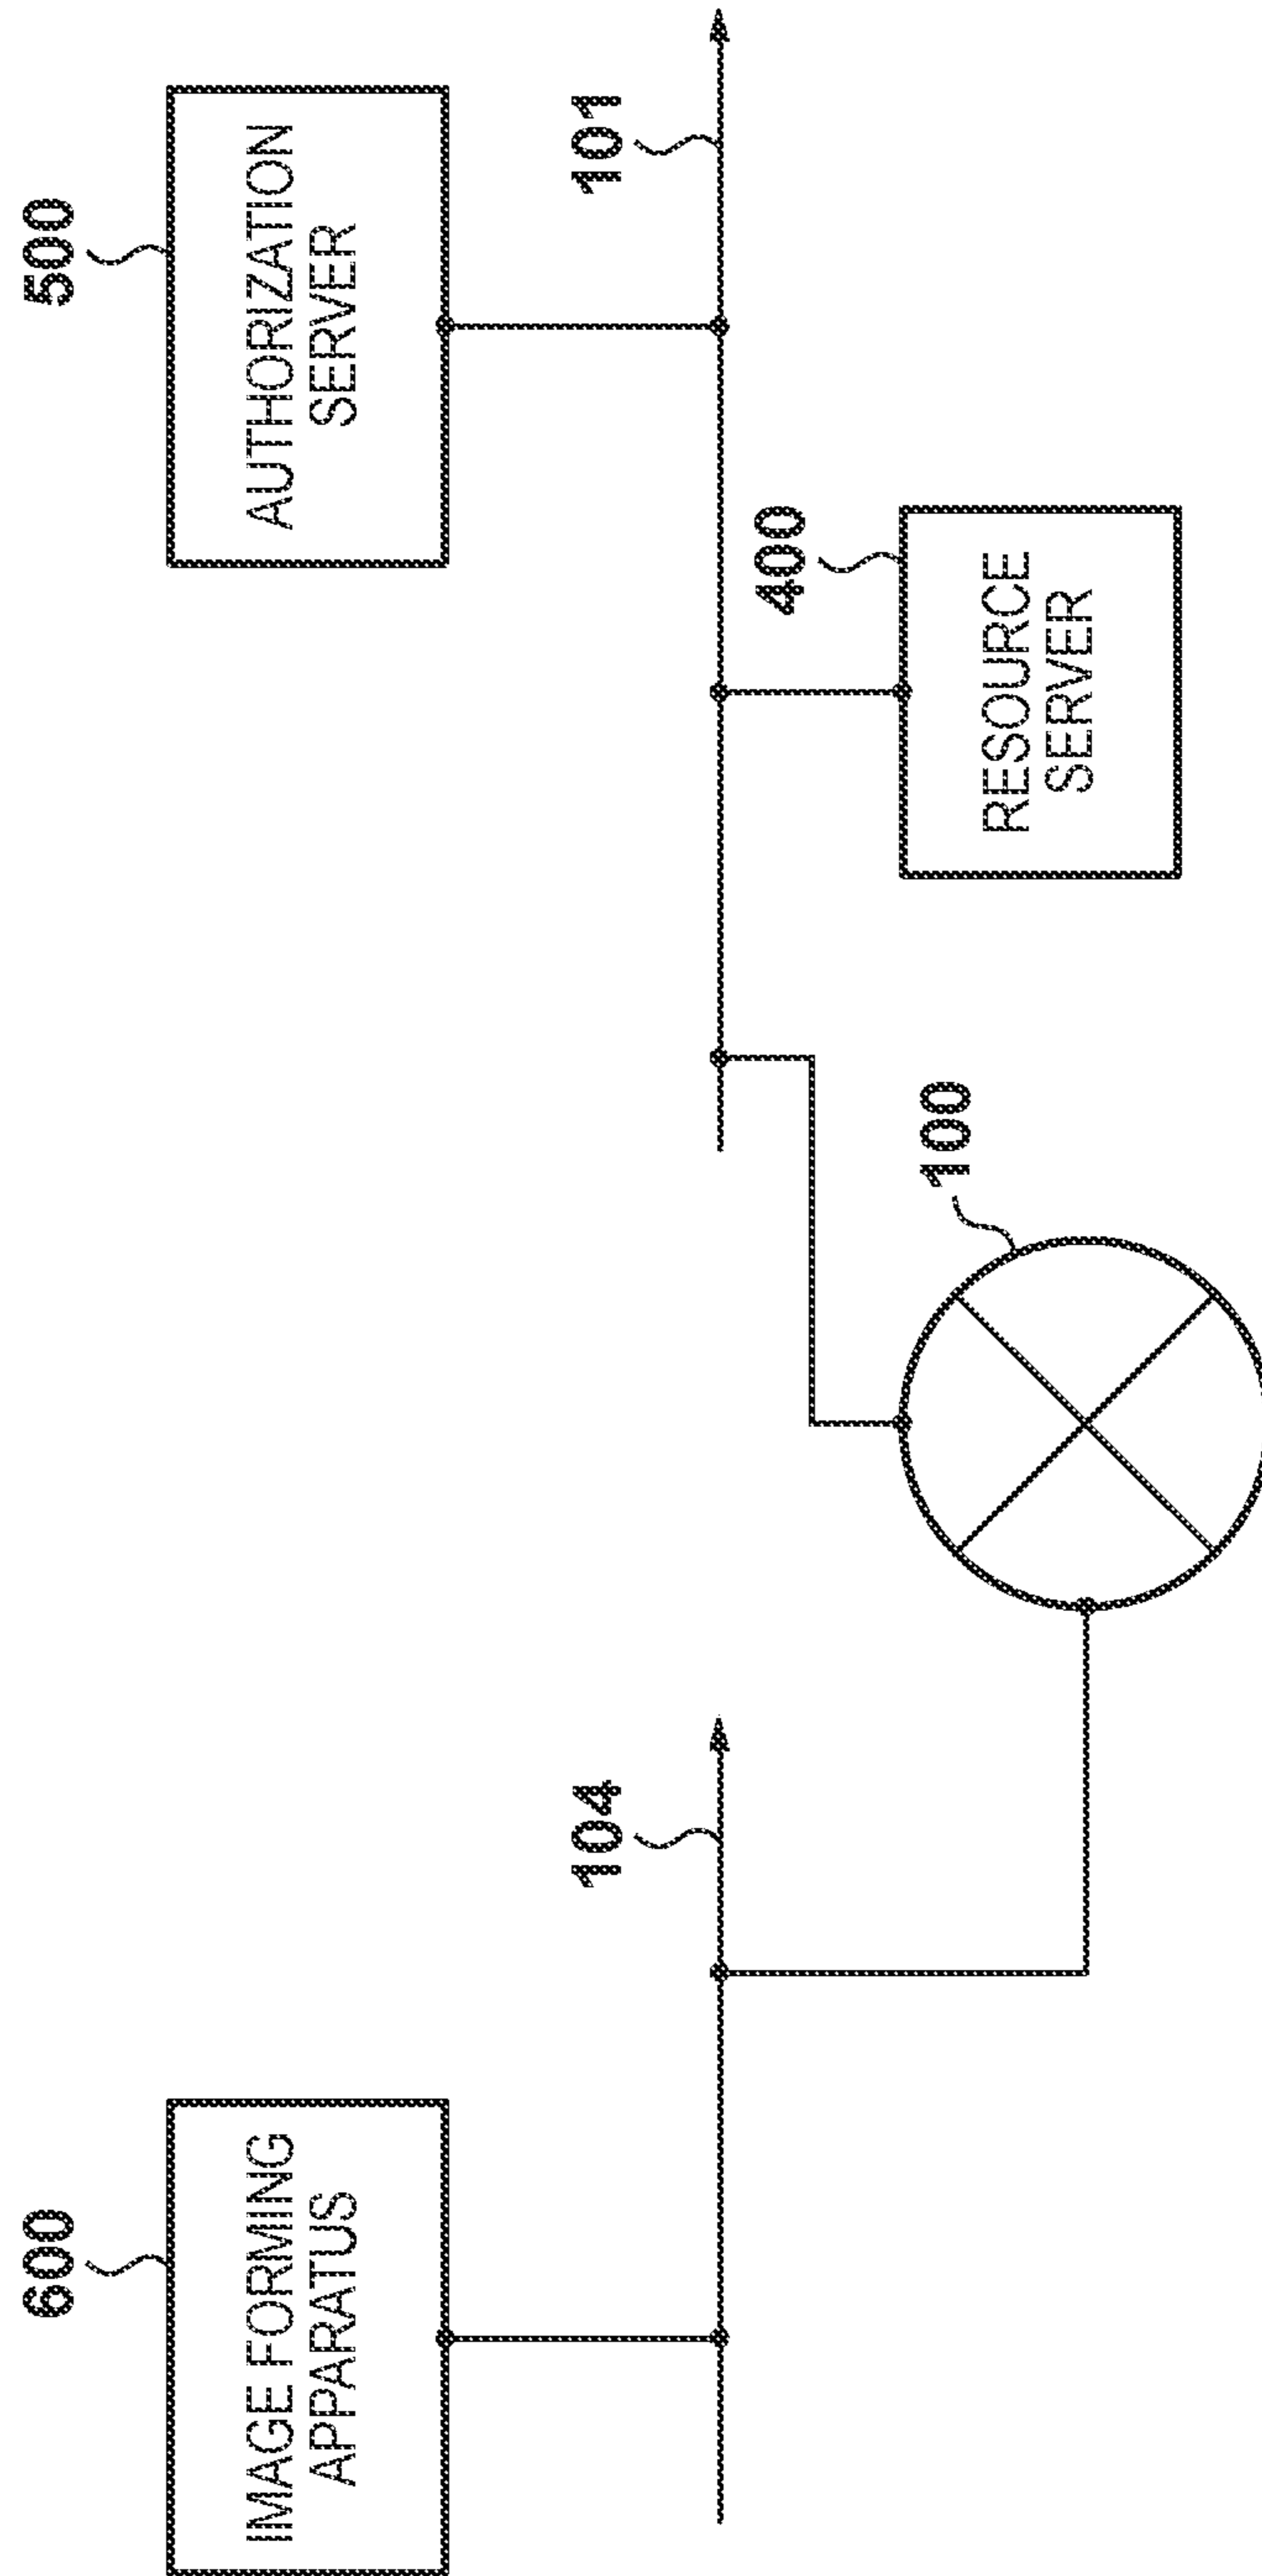 600
IMAGE FORMING
APPARATUS
104
100
101
500
AUTHORIZATION
SERVER
400
RESOURCE
SERVER